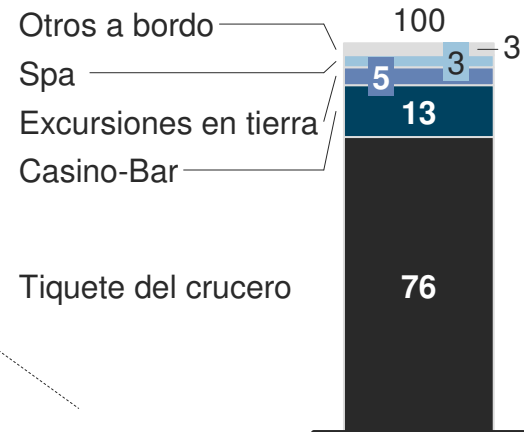 Otros a bordo
100
3
Spa
3
Excursiones en tierra
5
Casino-Bar
13
Tiquete del crucero
76